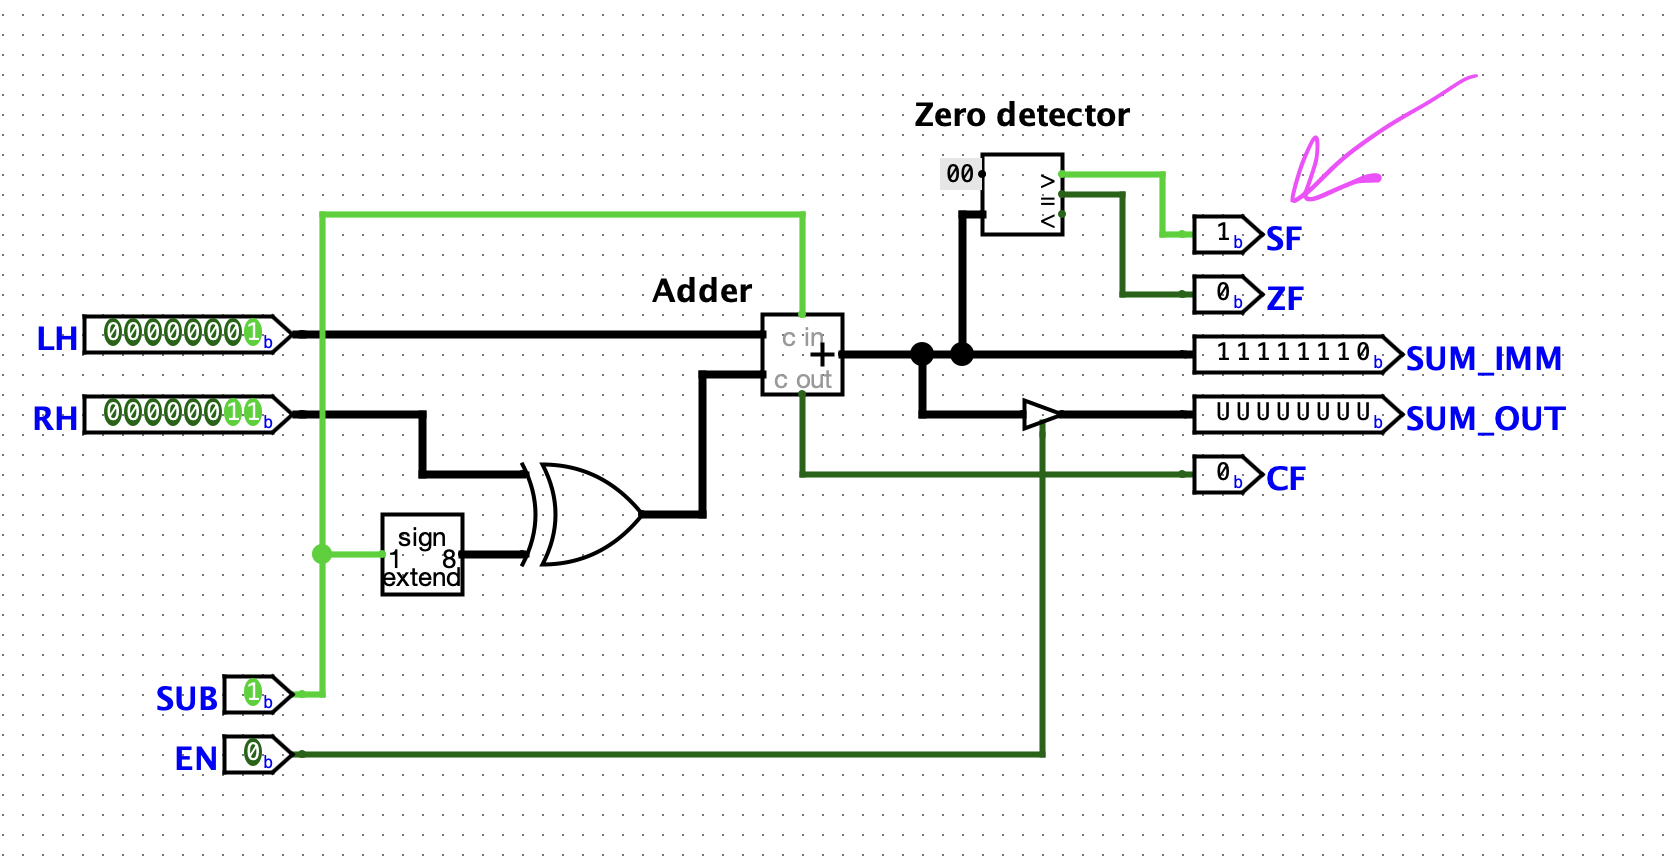 Zero detector
00
>
=
<
1b SF
0b ZF
Adder
LH 00000001b
c in
+
c out
11111110b SUM_IMM
RH 00000011b
UUUUUUUUb SUM_OUT
0b CF
sign
1 8
extend
SUB 1b
EN 0b